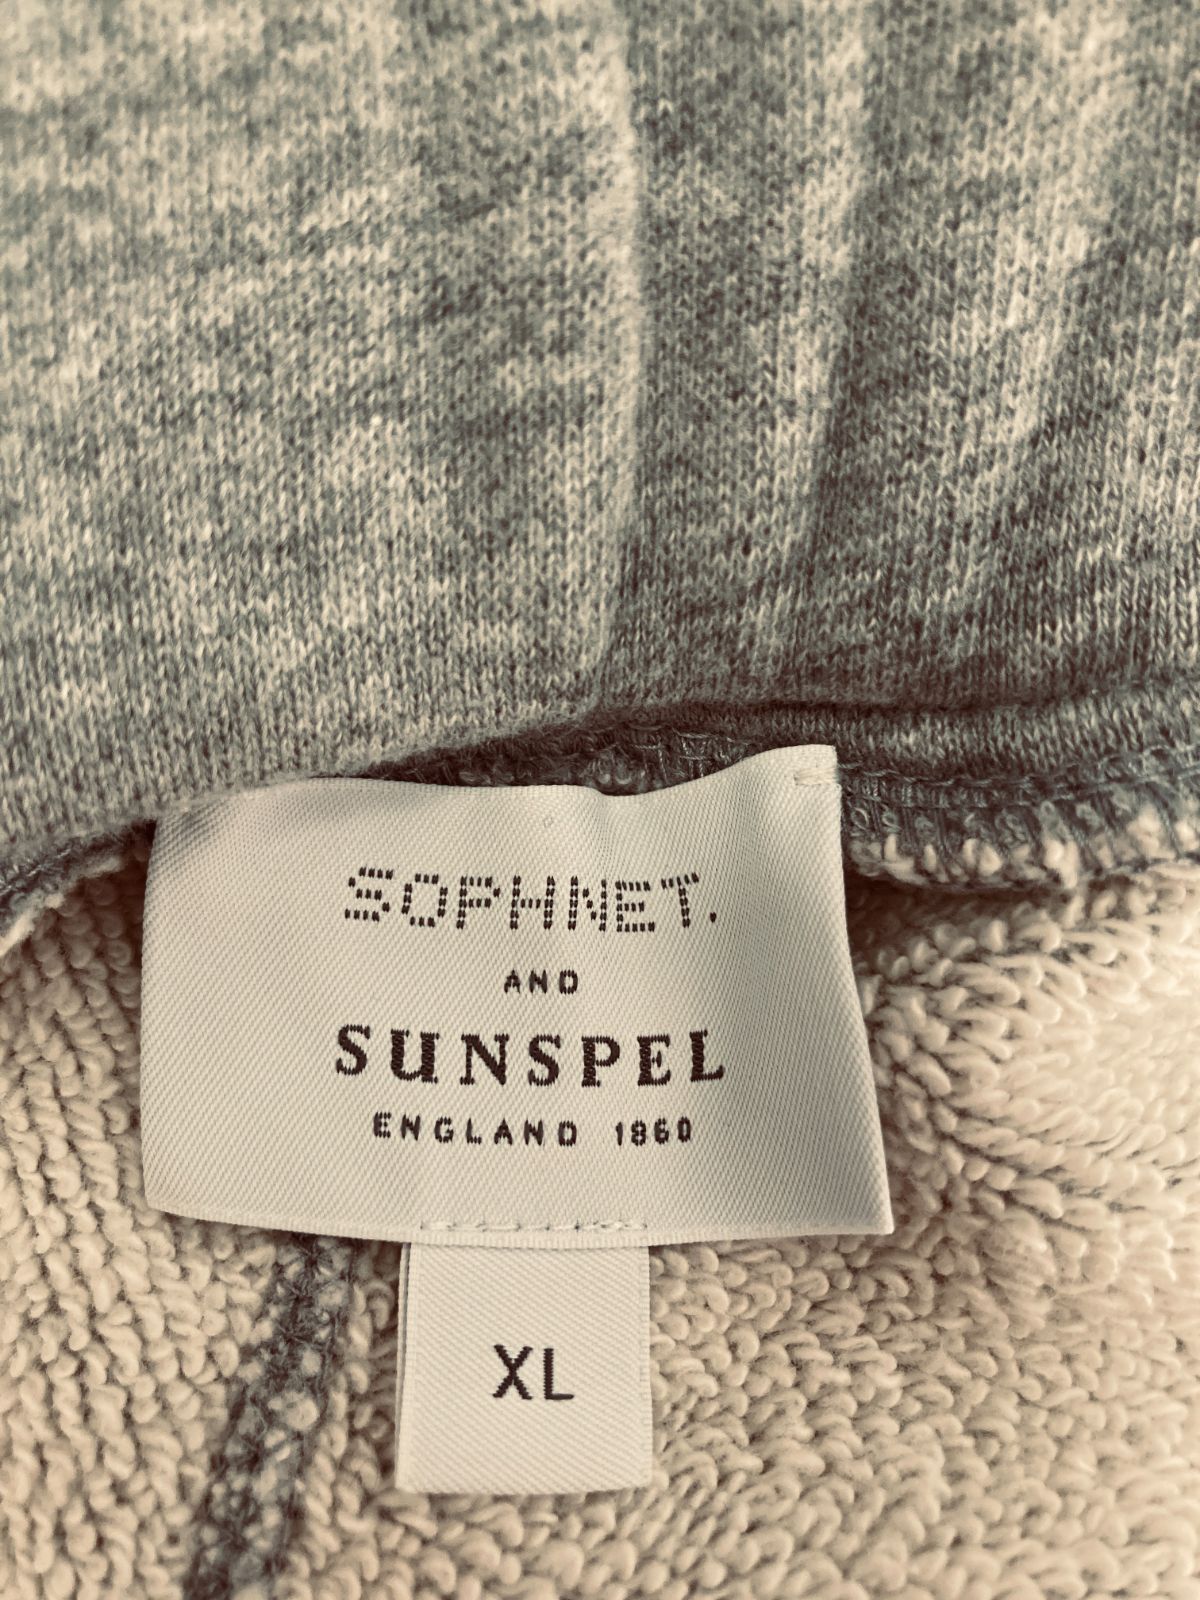 SOPHNET.
AND
SUNSPEL
ENGLAND 1860
XL